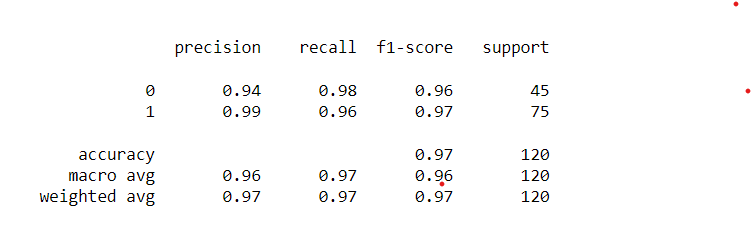 precision recall f1-score support
0 0.94 0.98 0.96 45
1 0.99 0.96 0.97 75
accuracy 0.97 120
macro avg 0.96 0.97 0.96 120
weighted avg 0.97 0.97 0.97 120